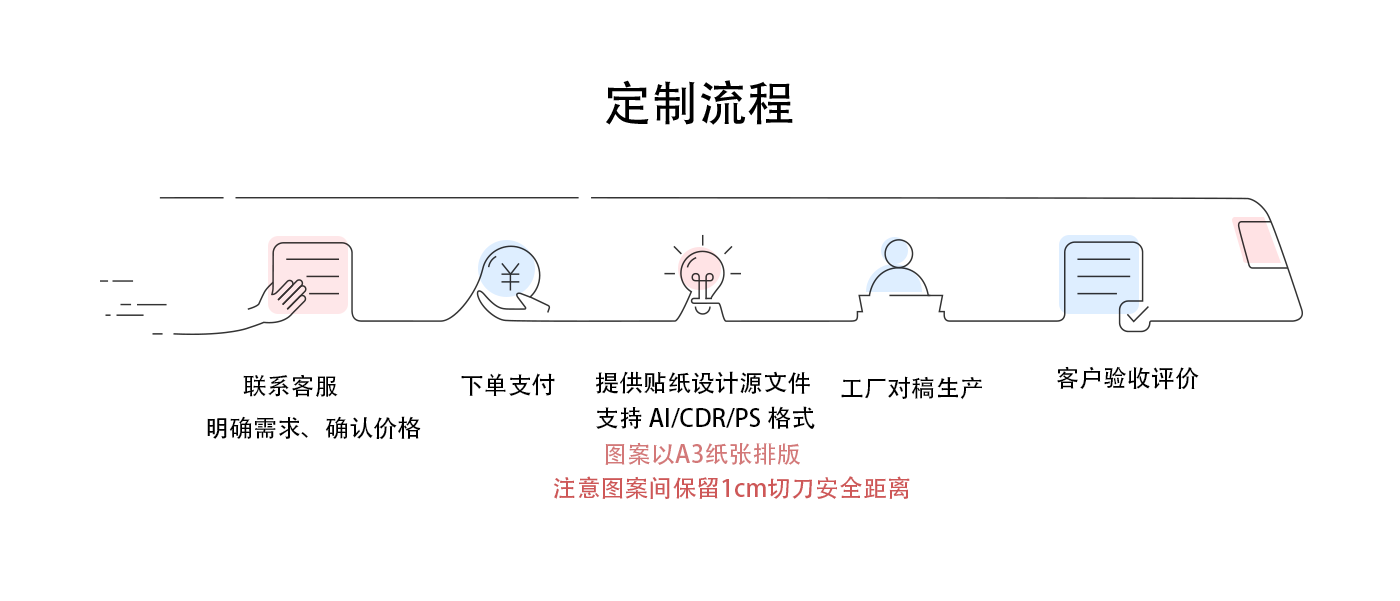 定制流程
¥
联系客服
明确需求、确认价格
下单支付
提供贴纸设计源文件
支持 AI/CDR/PS 格式
图案以A3纸张排版
注意图案间保留1cm切刀安全距离
工厂对稿生产
客户验收评价